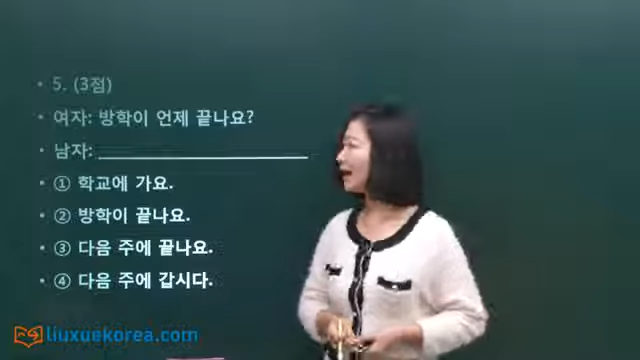 • 5. (3점)
• 여자: 방학이 언제 끝나요?
• 남자: ____________________
• ① 학교에 가요.
• ② 방학이 끝나요.
• ③ 다음 주에 끝나요.
• ④ 다음 주에 갑시다.
liuxuekorea.com